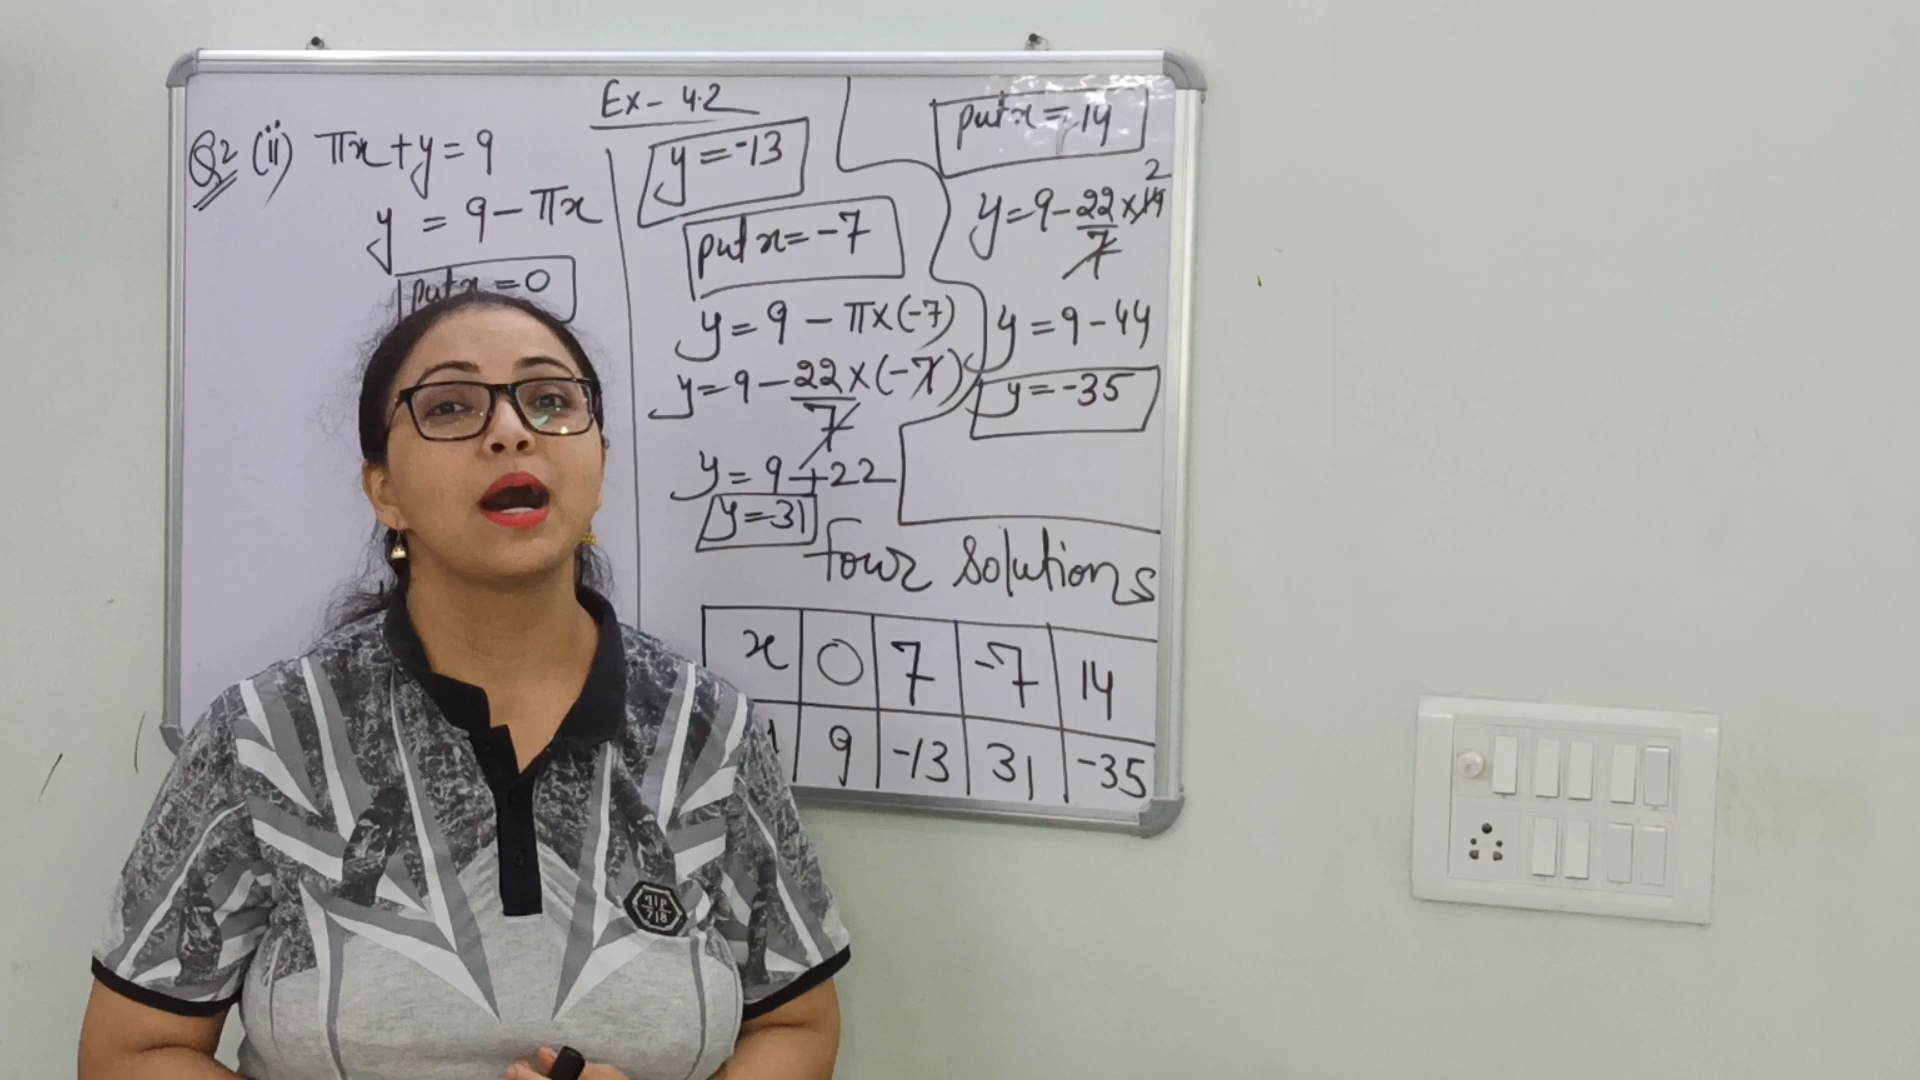 Ex - 4.2
Q2 (ii) πx + y = 9
y = 9 - πx
put x = 0
y = -13
put x = -7
y = 9 - π×(-7)
y = 9 - 22/7 × (-7)
y = 9 + 22
y = 31
put x = 14
y = 9 - 22/7 × 14 2
y = 9 - 44
y = -35
four solutions
x 0 7 -7 14
9 -13 31 -35